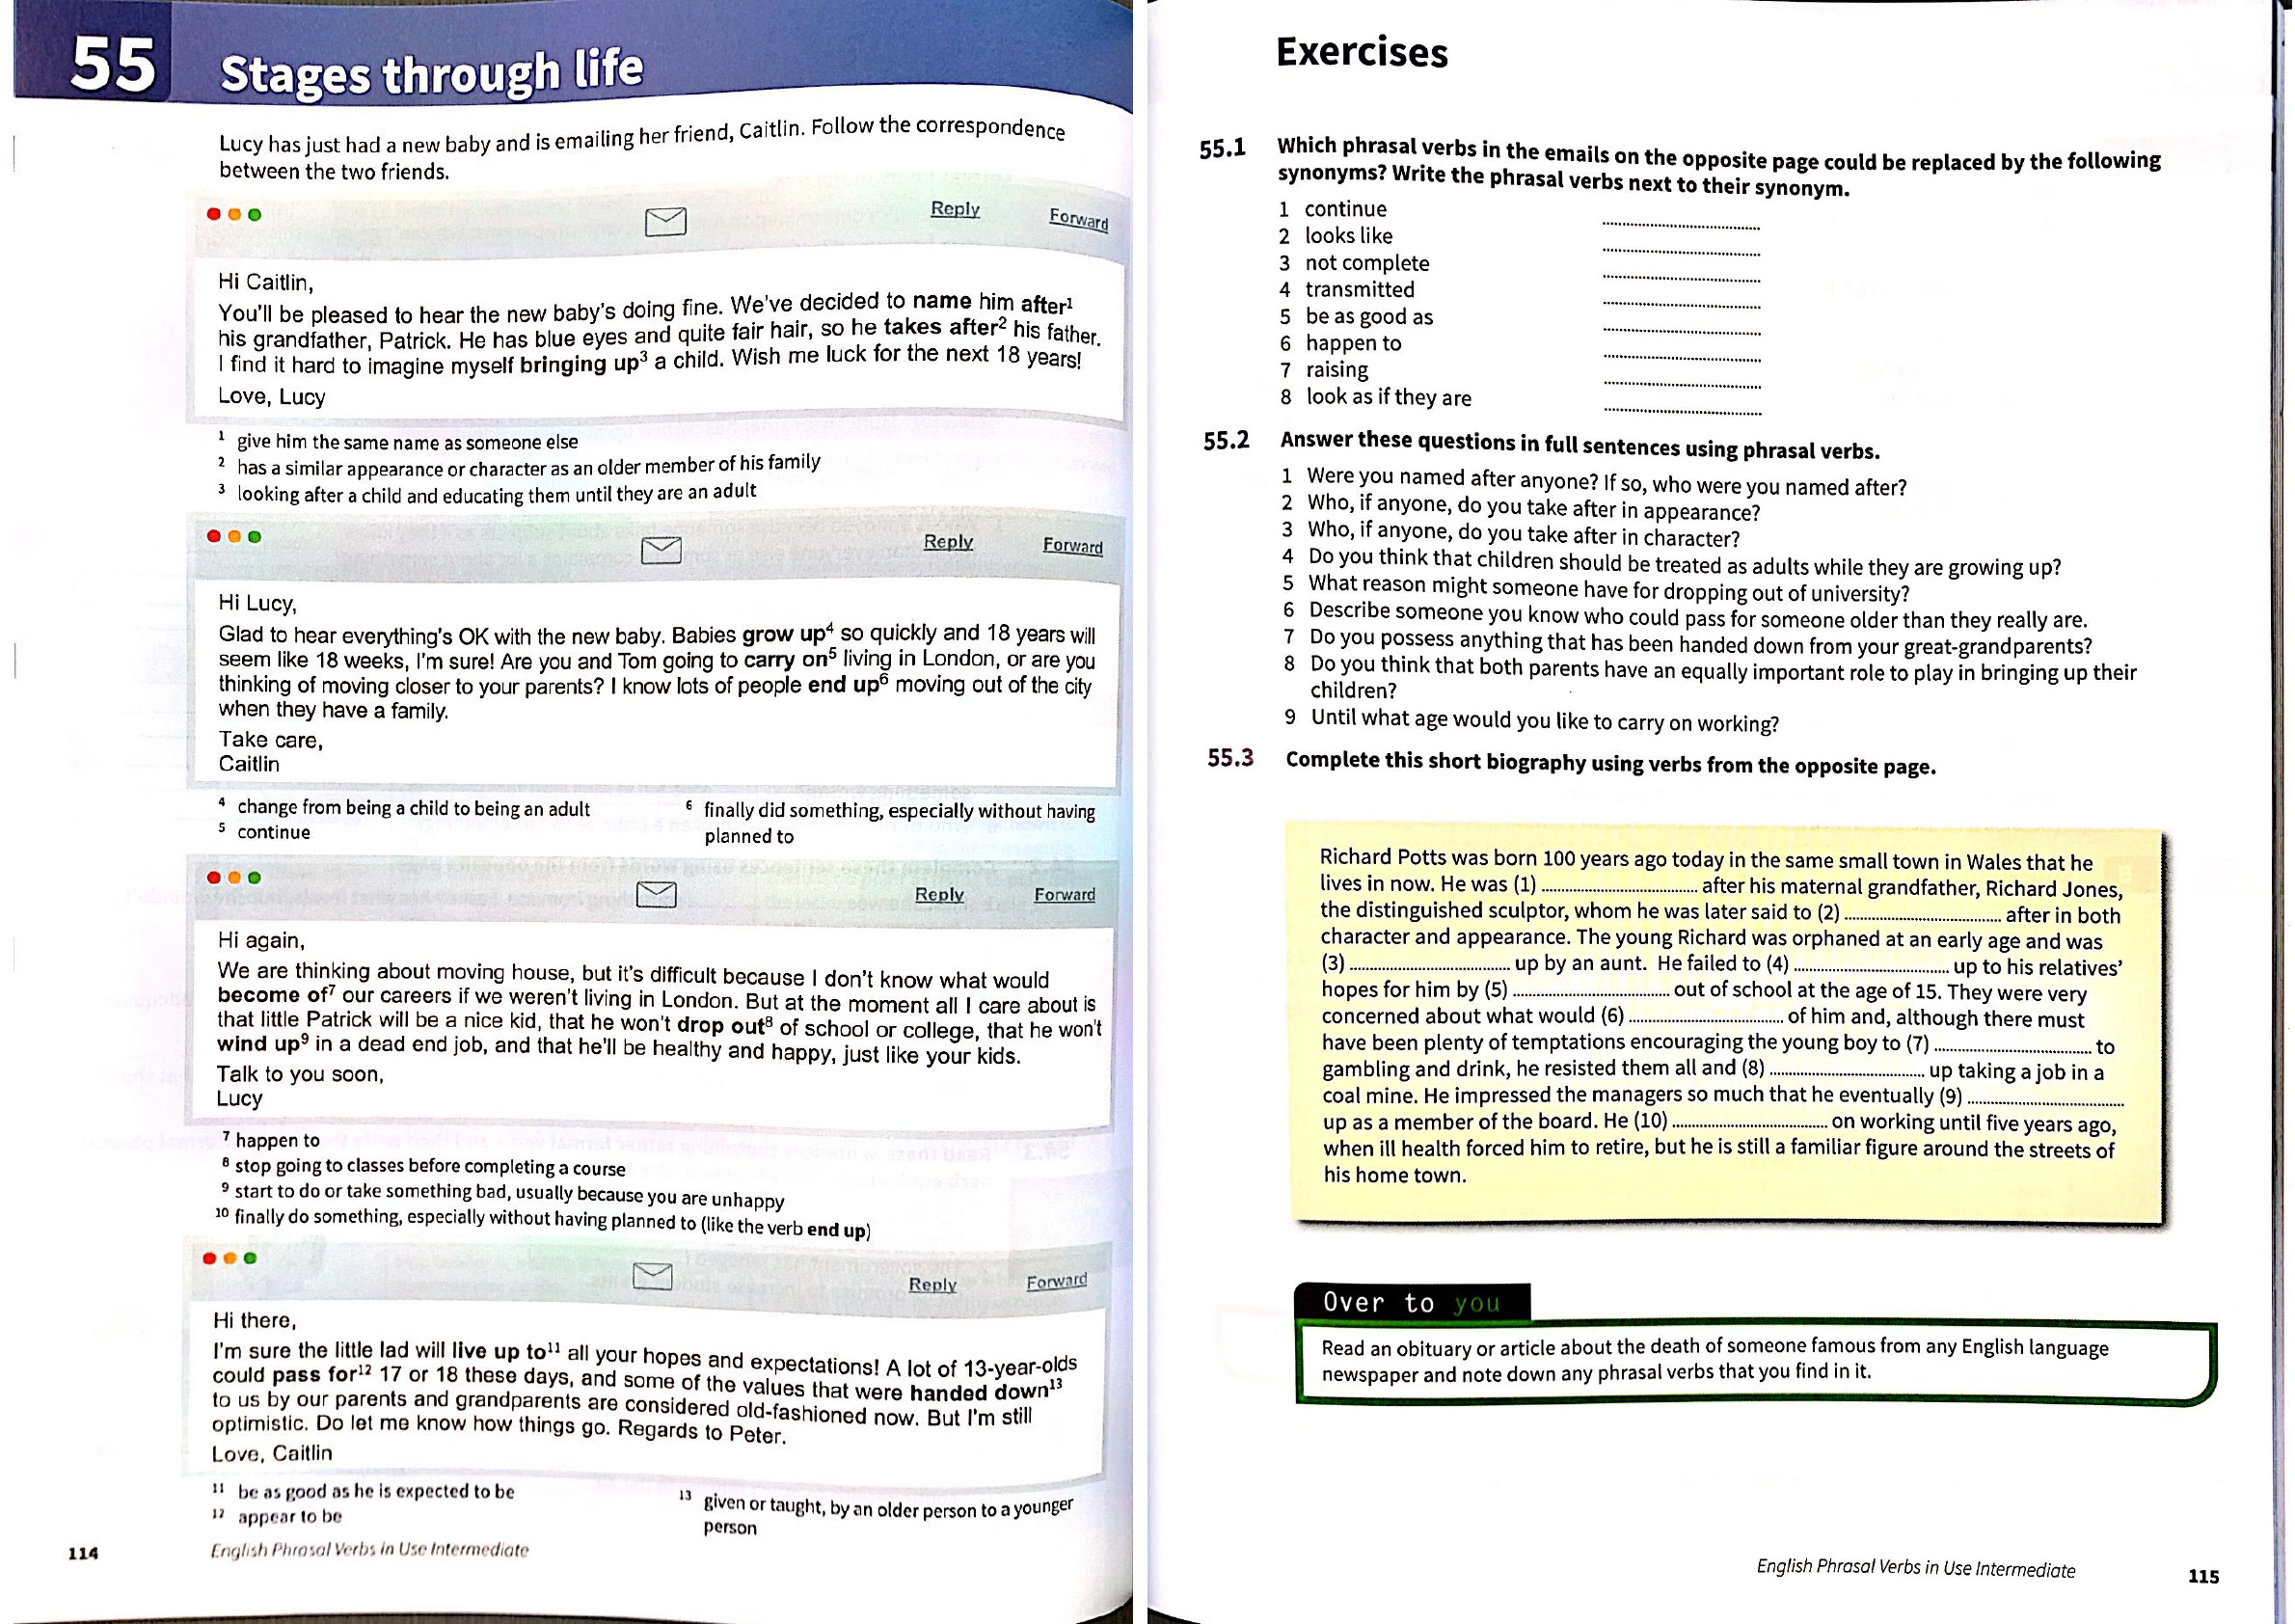 55
Stages through life
Lucy has just had a new baby and is emailing her friend, Caitlin. Follow the correspondence
between the two friends.
Reply Forward
Hi Caitlin,
You'll be pleased to hear the new baby's doing fine. We've decided to name him after1
his grandfather, Patrick. He has blue eyes and quite fair hair, so he takes after2 his father.
I find it hard to imagine myself bringing up3 a child. Wish me luck for the next 18 years!
Love, Lucy
1 give him the same name as someone else
2 has a similar appearance or character as an older member of his family
3 looking after a child and educating them until they are an adult
Reply Forward
Hi Lucy,
Glad to hear everything's OK with the new baby. Babies grow up4 so quickly and 18 years will
seem like 18 weeks, I'm sure! Are you and Tom going to carry on5 living in London, or are you
thinking of moving closer to your parents? I know lots of people end up6 moving out of the city
when they have a family.
Take care,
Caitlin
4 change from being a child to being an adult
5 continue
6 finally did something, especially without having
planned to
Reply Forward
Hi again,
We are thinking about moving house, but it's difficult because I don't know what would
become of7 our careers if we weren't living in London. But at the moment all I care about is
that little Patrick will be a nice kid, that he won't drop out8 of school or college, that he won't
wind up9 in a dead end job, and that he'll be healthy and happy, just like your kids.
Talk to you soon,
Lucy
7 happen to
8 stop going to classes before completing a course
9 start to do or take something bad, usually because you are unhappy
10 finally do something, especially without having planned to (like the verb end up)
Reply Forward
Hi there,
I'm sure the little lad will live up to11 all your hopes and expectations! A lot of 13-year-olds
could pass for12 17 or 18 these days, and some of the values that were handed down13
to us by our parents and grandparents are considered old-fashioned now. But I'm still
optimistic. Do let me know how things go. Regards to Peter.
Love, Caitlin
11 be as good as he is expected to be
12 appear to be
13 given or taught, by an older person to a younger
person
114 English Phrasal Verbs in Use Intermediate
Exercises
55.1 Which phrasal verbs in the emails on the opposite page could be replaced by the following
synonyms? Write the phrasal verbs next to their synonym.
1 continue ........................................
2 looks like ........................................
3 not complete ........................................
4 transmitted ........................................
5 be as good as ........................................
6 happen to ........................................
7 raising ........................................
8 look as if they are ........................................
55.2 Answer these questions in full sentences using phrasal verbs.
1 Were you named after anyone? If so, who were you named after?
2 Who, if anyone, do you take after in appearance?
3 Who, if anyone, do you take after in character?
4 Do you think that children should be treated as adults while they are growing up?
5 What reason might someone have for dropping out of university?
6 Describe someone you know who could pass for someone older than they really are.
7 Do you possess anything that has been handed down from your great-grandparents?
8 Do you think that both parents have an equally important role to play in bringing up their
children?
9 Until what age would you like to carry on working?
55.3 Complete this short biography using verbs from the opposite page.
Richard Potts was born 100 years ago today in the same small town in Wales that he
lives in now. He was (1) ........................................ after his maternal grandfather, Richard Jones,
the distinguished sculptor, whom he was later said to (2) ........................................ after in both
character and appearance. The young Richard was orphaned at an early age and was
(3) ........................................ up by an aunt. He failed to (4) ........................................ up to his relatives'
hopes for him by (5) ........................................ out of school at the age of 15. They were very
concerned about what would (6) ........................................ of him and, although there must
have been plenty of temptations encouraging the young boy to (7) ........................................ to
gambling and drink, he resisted them all and (8) ........................................ up taking a job in a
coal mine. He impressed the managers so much that he eventually (9) ........................................
up as a member of the board. He (10) ........................................ on working until five years ago,
when ill health forced him to retire, but he is still a familiar figure around the streets of
his home town.
Over to you
Read an obituary or article about the death of someone famous from any English language
newspaper and note down any phrasal verbs that you find in it.
English Phrasal Verbs in Use Intermediate 115